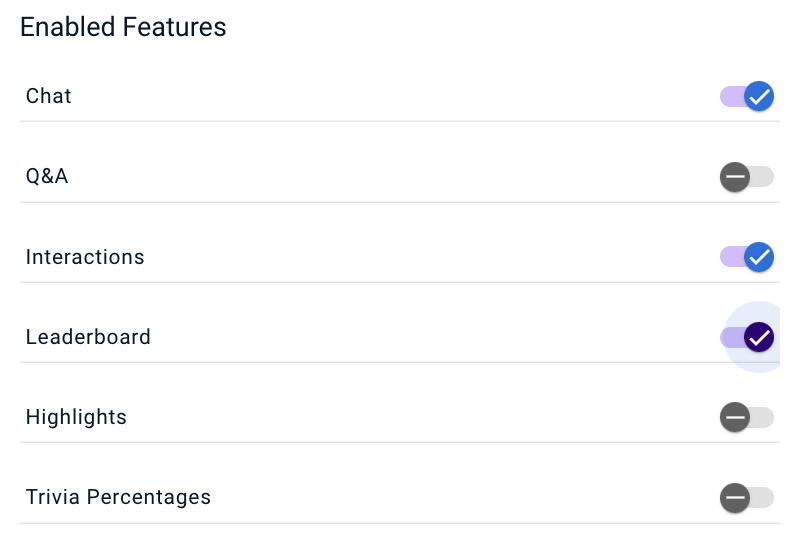 Enabled Features
Chat
Q&A
Interactions
Leaderboard
Highlights
Trivia Percentages